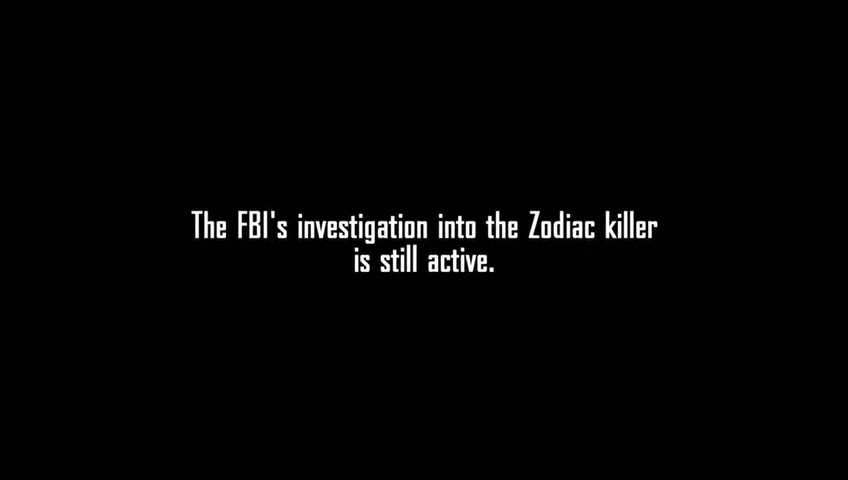 The FBI's investigation into the Zodiac killer
is still active.